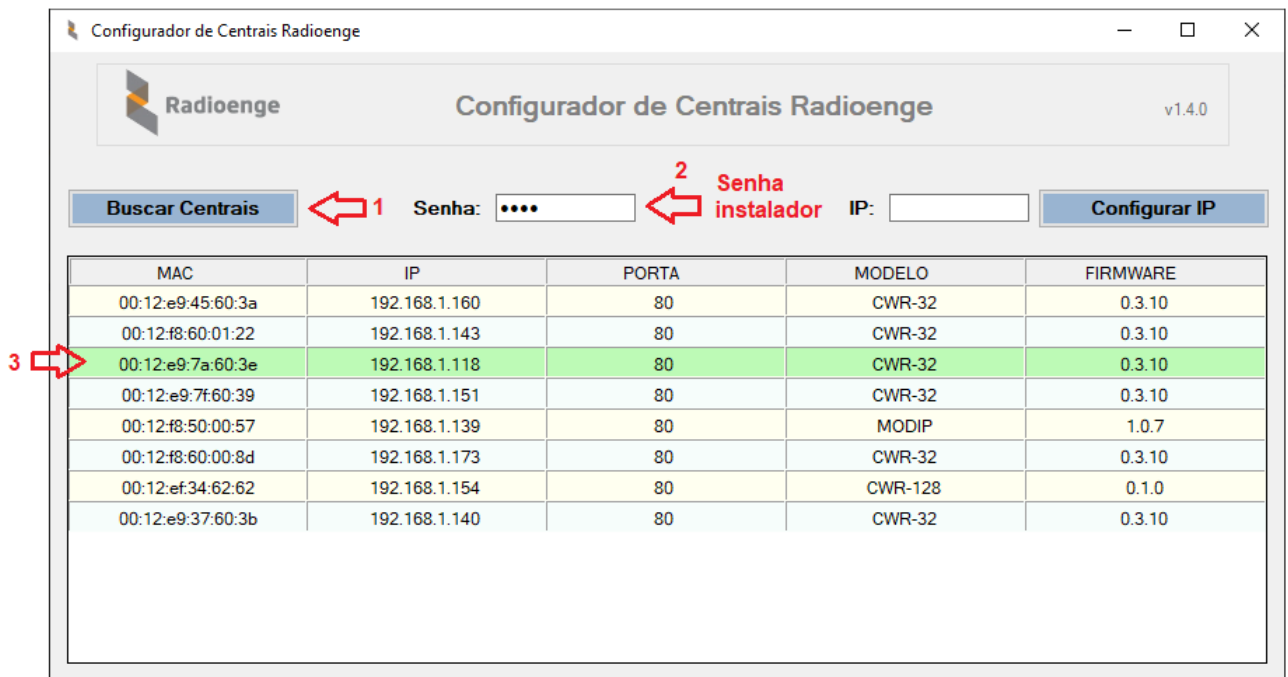 Configurador de Centrais Radioenge
Radioenge
Configurador de Centrais Radioenge
v1.4.0
Buscar Centrais
1
Senha: ••••
2
Senha
instalador
IP:
Configurar IP
MAC IP PORTA MODELO FIRMWARE
00:12:e9:45:60:3a 192.168.1.160 80 CWR-32 0.3.10
00:12:f8:60:01:22 192.168.1.143 80 CWR-32 0.3.10
3
00:12:e9:7a:60:3e 192.168.1.118 80 CWR-32 0.3.10
00:12:e9:7f:60:39 192.168.1.151 80 CWR-32 0.3.10
00:12:f8:50:00:57 192.168.1.139 80 MODIP 1.0.7
00:12:f8:60:00:8d 192.168.1.173 80 CWR-32 0.3.10
00:12:ef:34:62:62 192.168.1.154 80 CWR-128 0.1.0
00:12:e9:37:60:3b 192.168.1.140 80 CWR-32 0.3.10